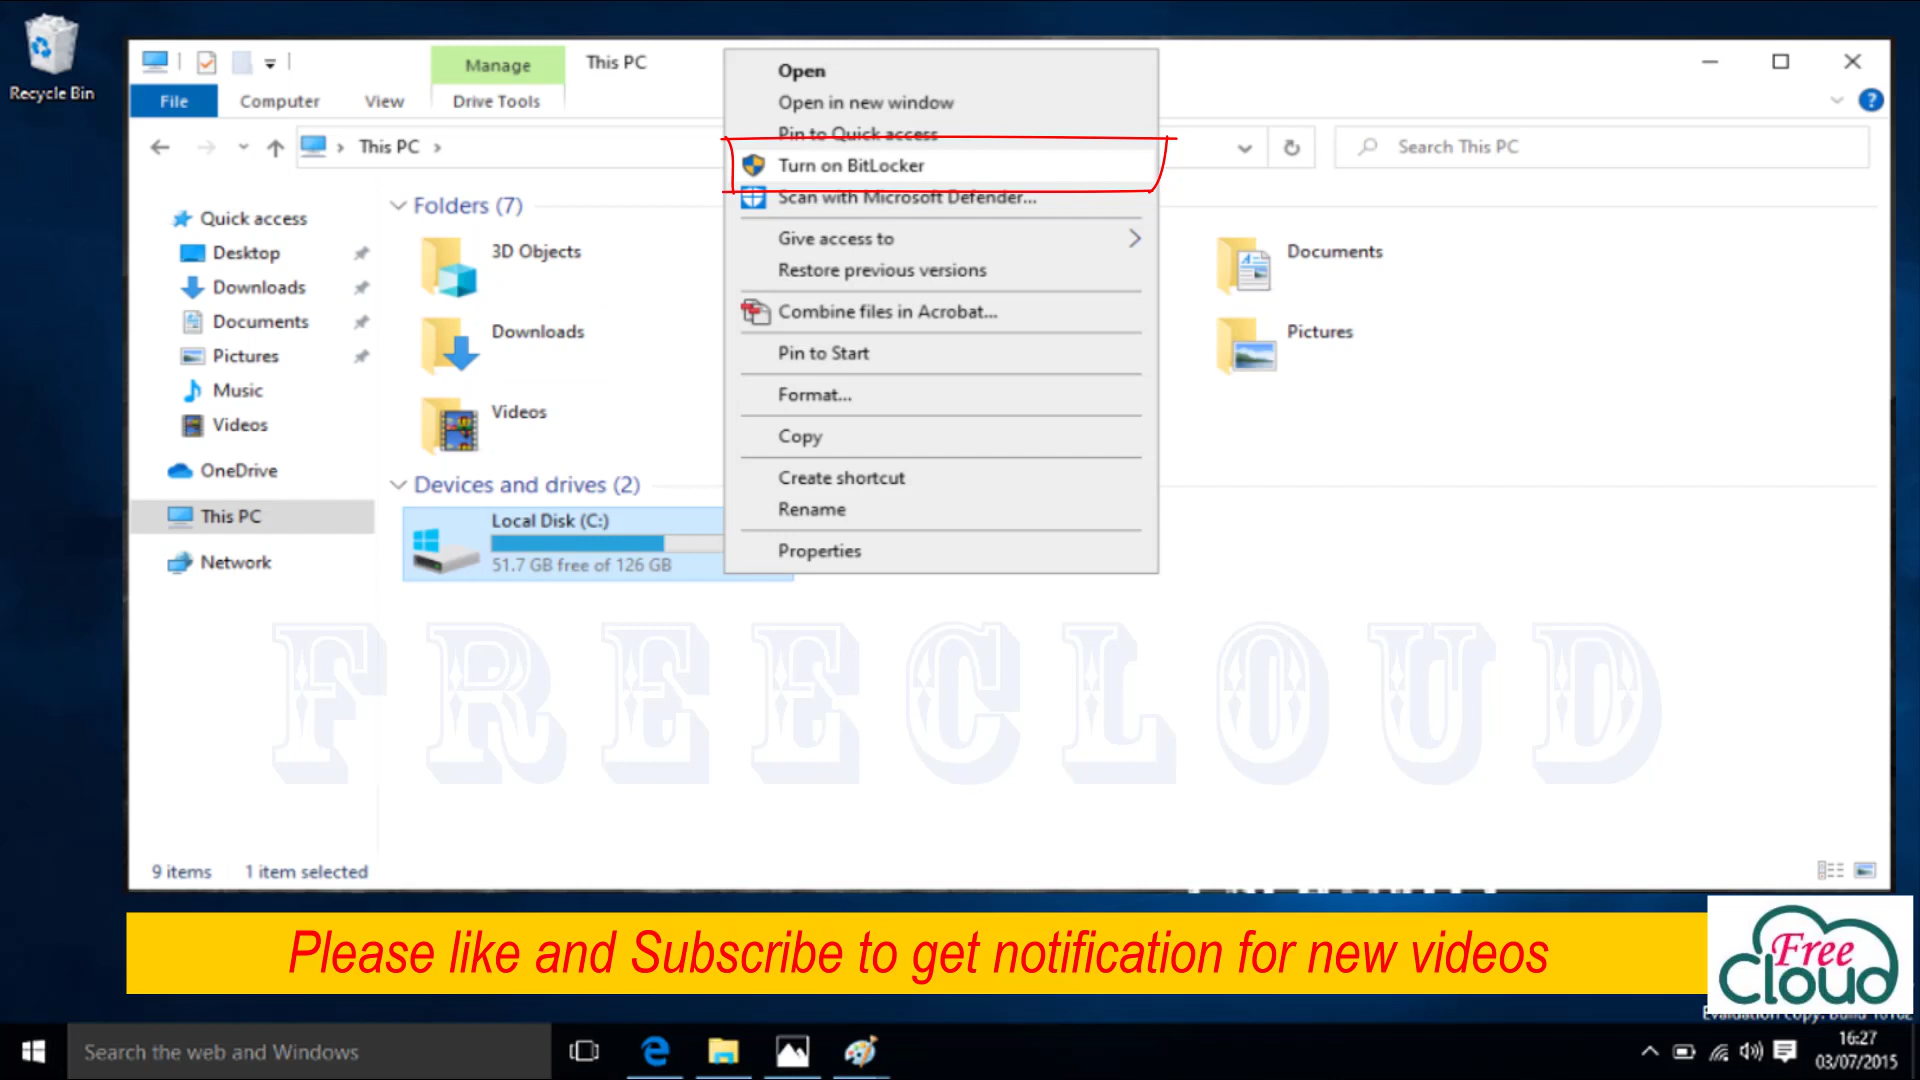 Recycle Bin
Manage
This PC
File
Computer
View
Drive Tools
This PC
Search This PC
Open
Open in new window
Pin to Quick access
Turn on BitLocker
Scan with Microsoft Defender...
Give access to
Restore previous versions
Combine files in Acrobat...
Pin to Start
Format...
Copy
Create shortcut
Rename
Properties
Quick access
Desktop
Downloads
Documents
Pictures
Music
Videos
OneDrive
This PC
Network
Folders (7)
3D Objects
Documents
Downloads
Pictures
Videos
Devices and drives (2)
Local Disk (C:)
51.7 GB free of 126 GB
FREECLOUD
9 items 1 item selected
Please like and Subscribe to get notification for new videos
Free
Cloud
Search the web and Windows
16:27
03/07/2015